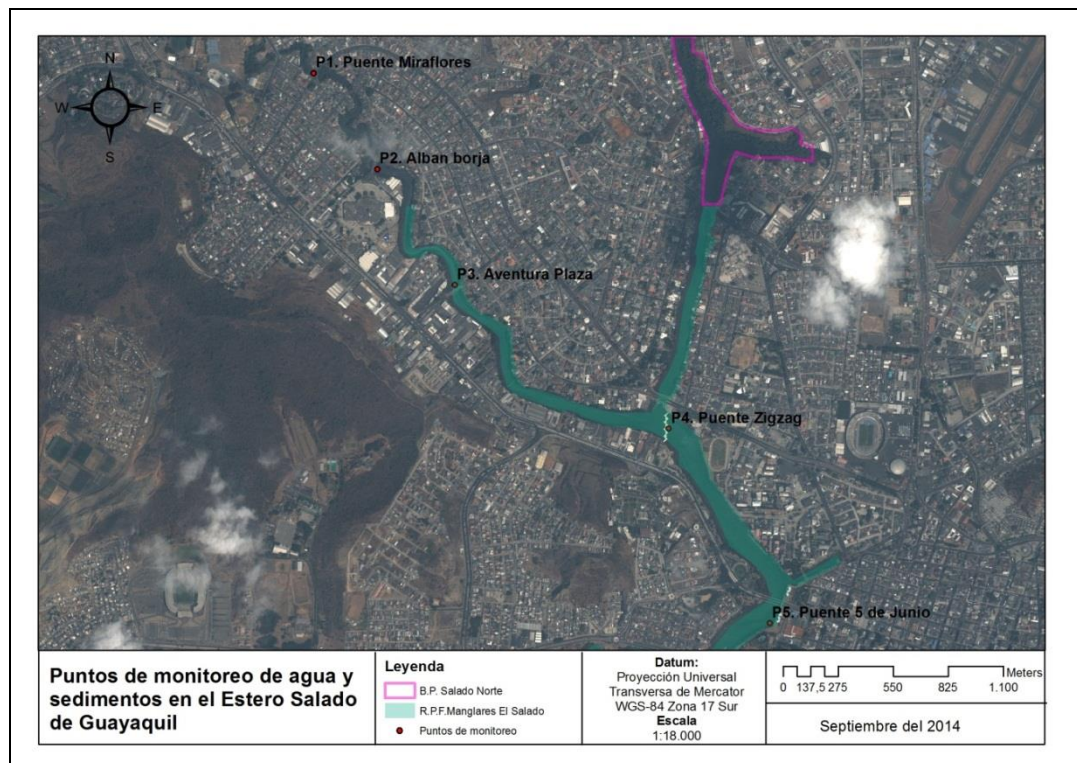 N
W E
S
P1. Puente Miraflores
P2. Alban borja
P3. Aventura Plaza
P4. Puente Zigzag
P5. Puente 5 de Junio
Puntos de monitoreo de agua y
sedimentos en el Estero Salado
de Guayaquil
Leyenda
B.P. Salado Norte
R.P.F.Manglares El Salado
Puntos de monitoreo
Datum:
Proyección Universal
Transversa de Mercator
WGS-84 Zona 17 Sur
Escala
1:18.000
Meters
0 137,5 275 550 825 1.100
Septiembre del 2014